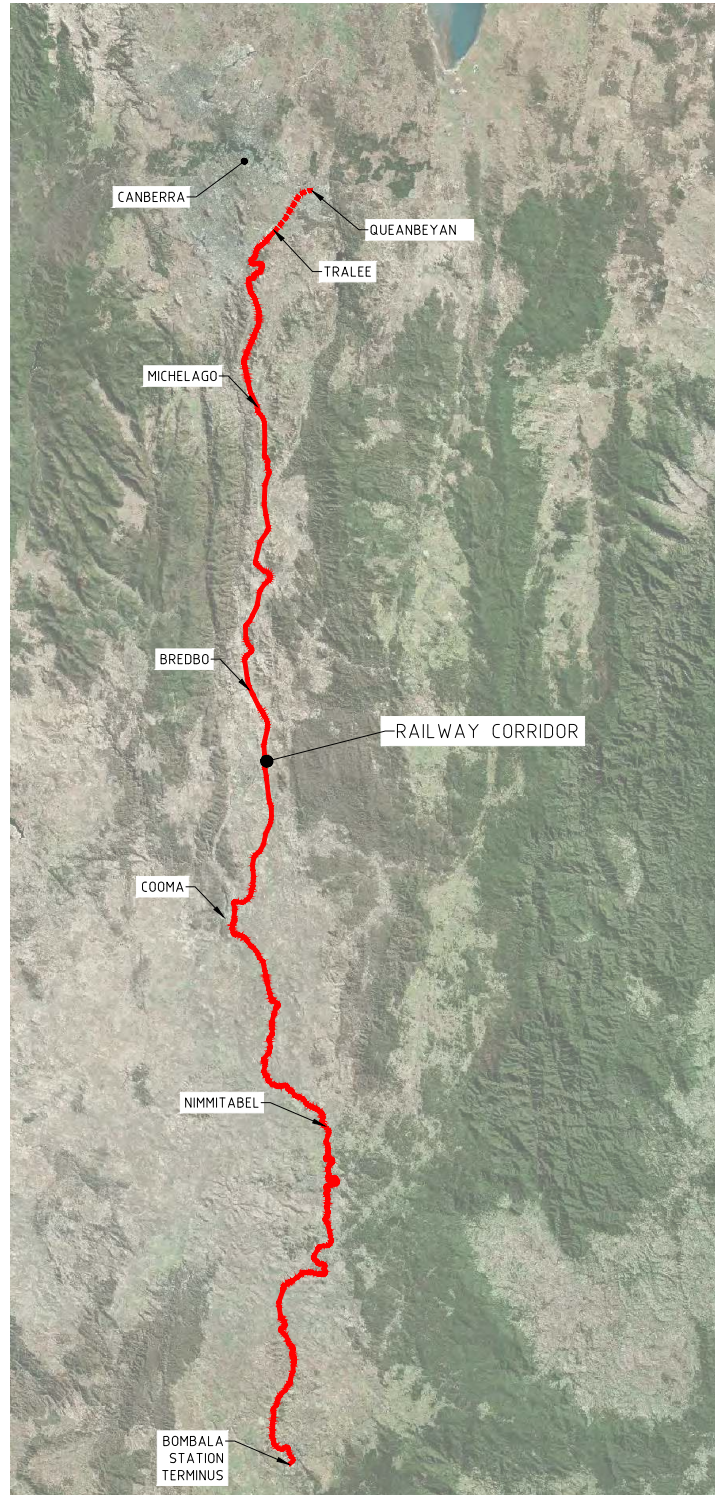 CANBERRA
QUEANBEYAN
TRALEE
MICHELAGO
BREDBO
RAILWAY CORRIDOR
COOMA
NIMMITABEL
BOMBALA
STATION
TERMINUS